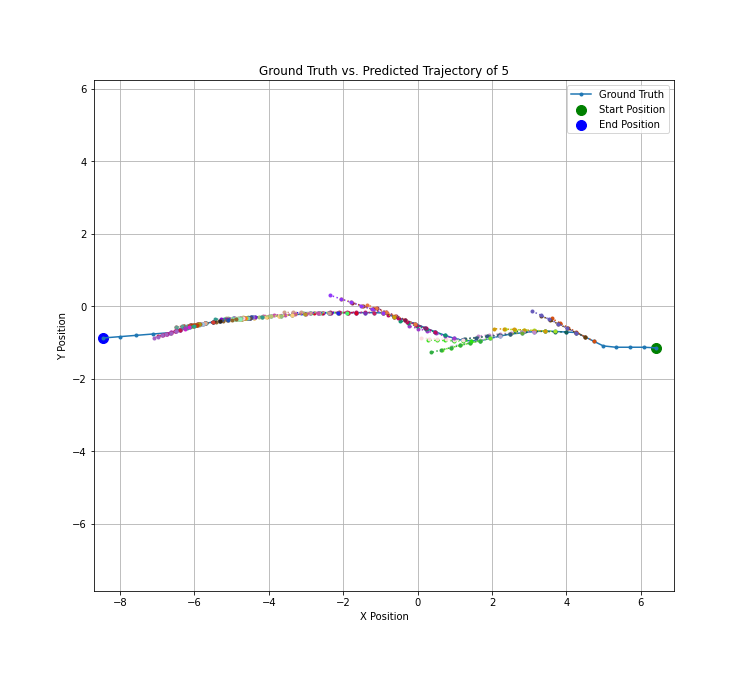 Ground Truth vs. Predicted Trajectory of 5
Ground Truth
Start Position
End Position
6
4
2
0
−2
−4
−6
Y Position
−8 −6 −4 −2 0 2 4 6
X Position